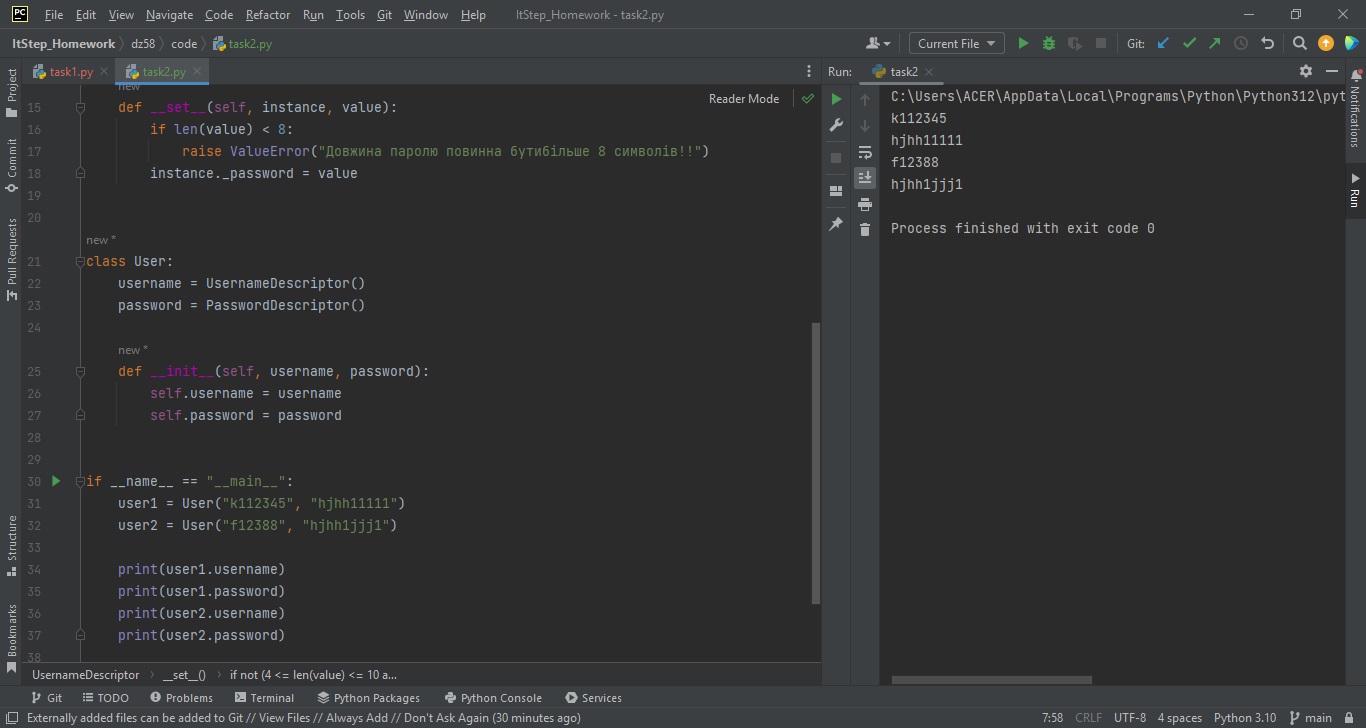 PC File Edit View Navigate Code Refactor Run Tools Git Window Help ItStep_Homework - task2.py
ItStep_Homework dz58 code task2.py Current File Git:
task1.py task2.py
Run: task2
Reader Mode
new
15 def __set__(self, instance, value):
16 if len(value) < 8:
17 raise ValueError("Довжина паролю повинна бутибільше 8 символів!!")
18 instance._password = value
19
20
new *
21 class User:
22 username = UsernameDescriptor()
23 password = PasswordDescriptor()
24
new *
25 def __init__(self, username, password):
26 self.username = username
27 self.password = password
28
29
30 if __name__ == "__main__":
31 user1 = User("k112345", "hjhh11111")
32 user2 = User("f12388", "hjhh1jjj1")
33
34 print(user1.username)
35 print(user1.password)
36 print(user2.username)
37 print(user2.password)
38
UsernameDescriptor __set__() if not (4 <= len(value) <= 10 a...
C:\Users\ACER\AppData\Local\Programs\Python\Python312\pyt
k112345
hjhh11111
f12388
hjhh1jjj1
Process finished with exit code 0
Project
Commit
Pull Requests
Structure
Bookmarks
Notifications
Run
Git TODO Problems Terminal Python Packages Python Console Services
Externally added files can be added to Git // View Files // Always Add // Don't Ask Again (30 minutes ago) 7:58 CRLF UTF-8 4 spaces Python 3.10 main